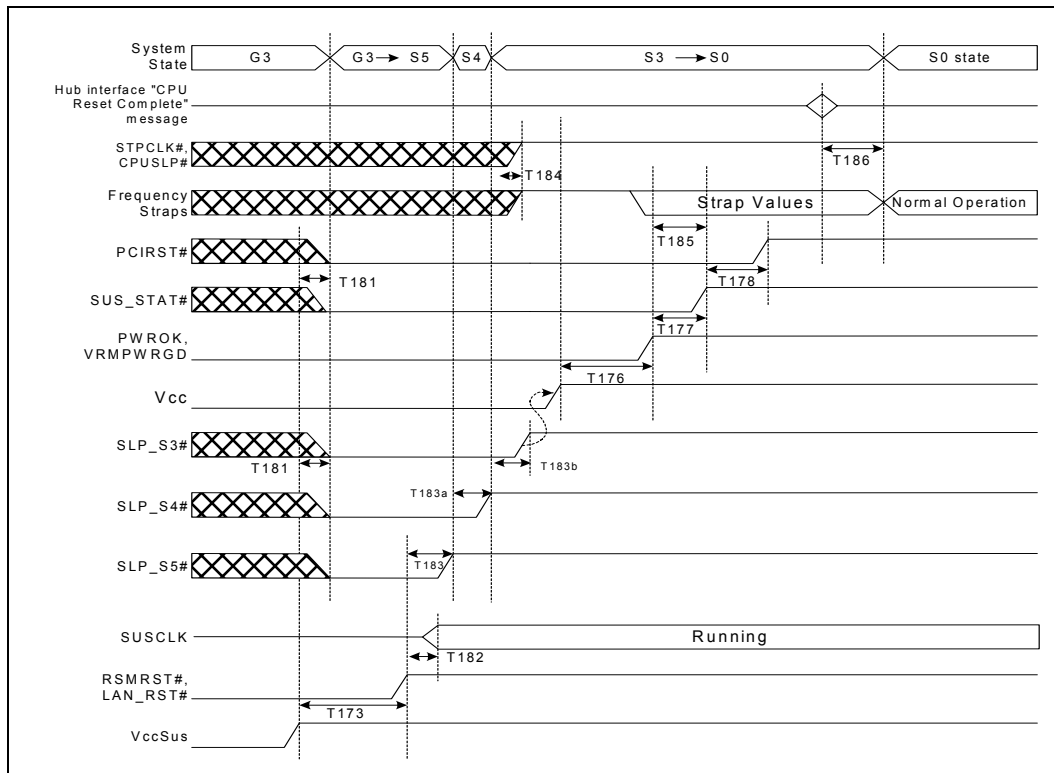 System
State
G3
G3 → S5
S4
S3 → S0
S0 state
Hub interface "CPU
Reset Complete"
message
STPCLK#,
CPUSLP#
T186
T184
Frequency
Straps
Strap Values
Normal Operation
T185
PCIRST#
T181
T178
SUS_STAT#
T177
PWROK,
VRMPWRGD
T176
Vcc
SLP_S3#
T181
T183b
T183a
SLP_S4#
SLP_S5#
T183
SUSCLK
Running
T182
RSMRST#,
LAN_RST#
T173
VccSus